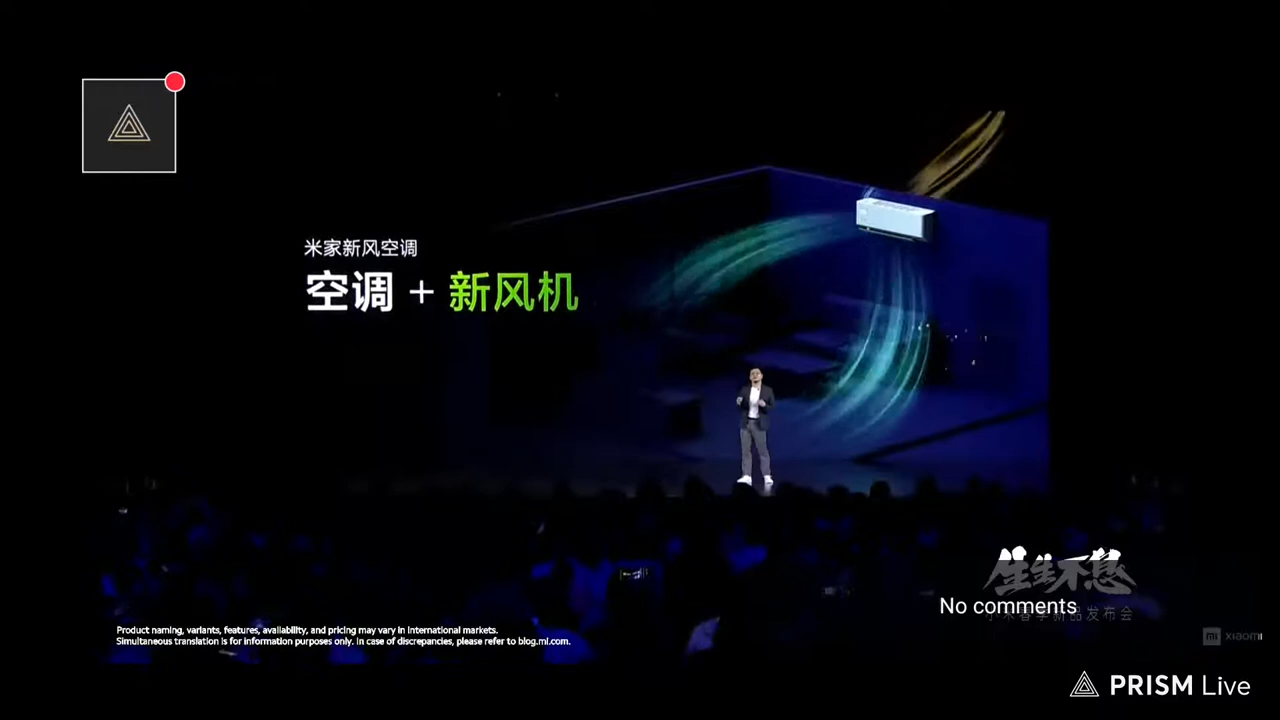 米家新风空调
空调 + 新风机
生生不息
No comments
小米春季新品发布会
xiaomi
Product naming, variants, features, availability, and pricing may vary in international markets.
Simultaneous translation is for information purposes only. In case of discrepancies, please refer to blog.mi.com.
PRISM Live